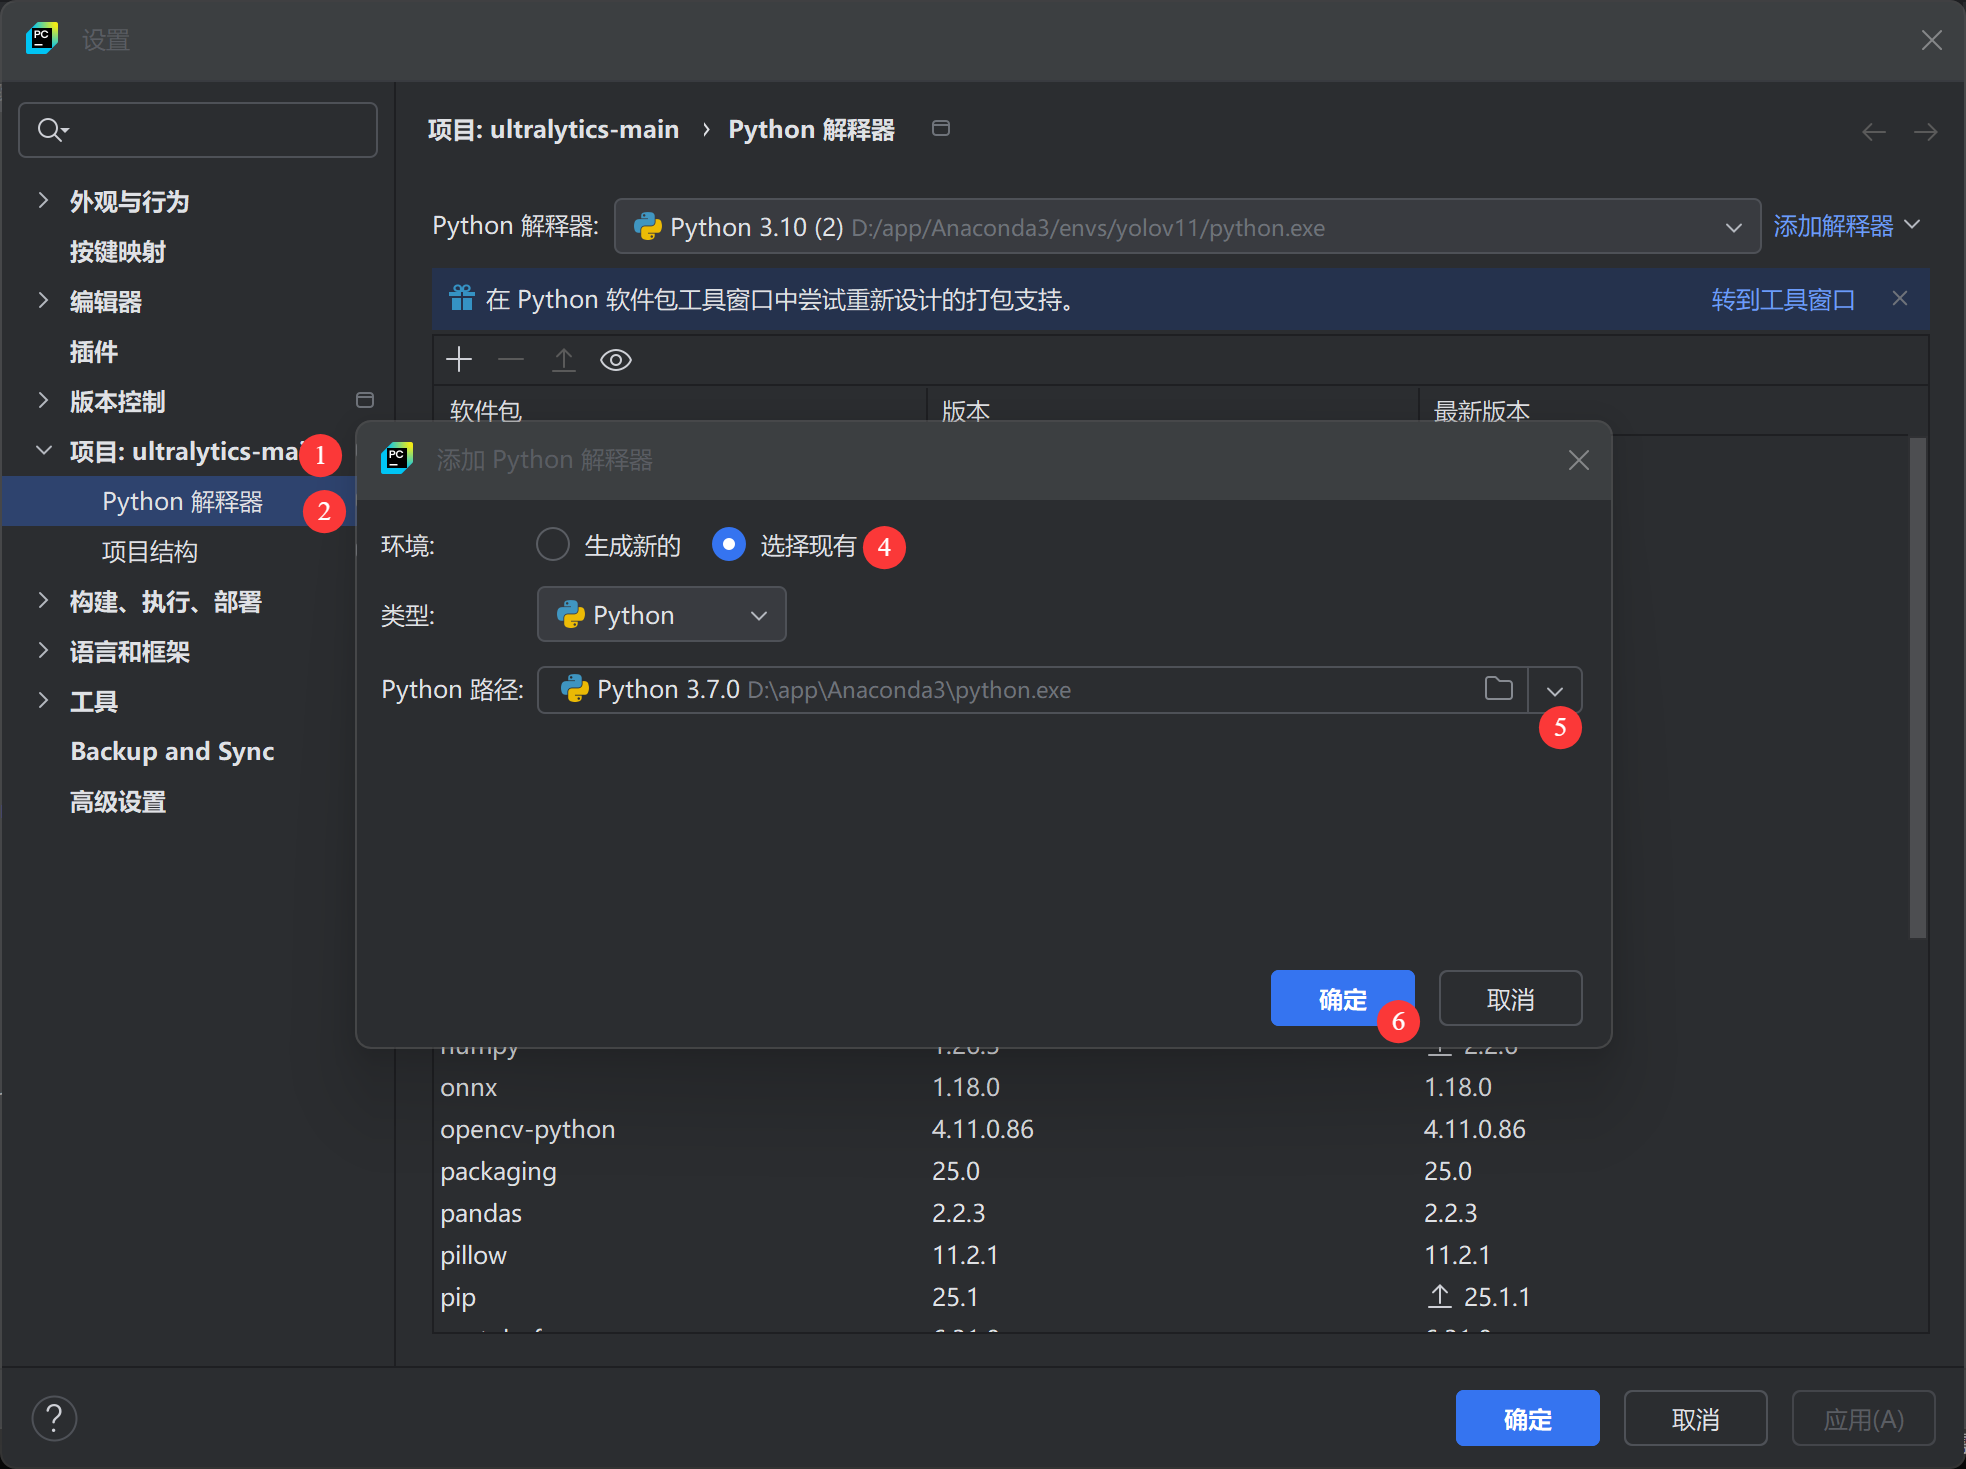 PC 设置
项目: ultralytics-main › Python 解释器
外观与行为
按键映射
编辑器
插件
版本控制
项目: ultralytics-ma 1
Python 解释器 2
项目结构
构建、执行、部署
语言和框架
工具
Backup and Sync
高级设置
Python 解释器: Python 3.10 (2) D:/app/Anaconda3/envs/yolov11/python.exe 添加解释器
在 Python 软件包工具窗口中尝试重新设计的打包支持。 转到工具窗口
软件包 版本 最新版本
PC 添加 Python 解释器
环境: 生成新的 选择现有 4
类型: Python
Python 路径: Python 3.7.0 D:\app\Anaconda3\python.exe
5
确定 取消
6
numpy 1.26.3 2.2.6
onnx 1.18.0 1.18.0
opencv-python 4.11.0.86 4.11.0.86
packaging 25.0 25.0
pandas 2.2.3 2.2.3
pillow 11.2.1 11.2.1
pip 25.1 25.1.1
? 确定 取消 应用(A)